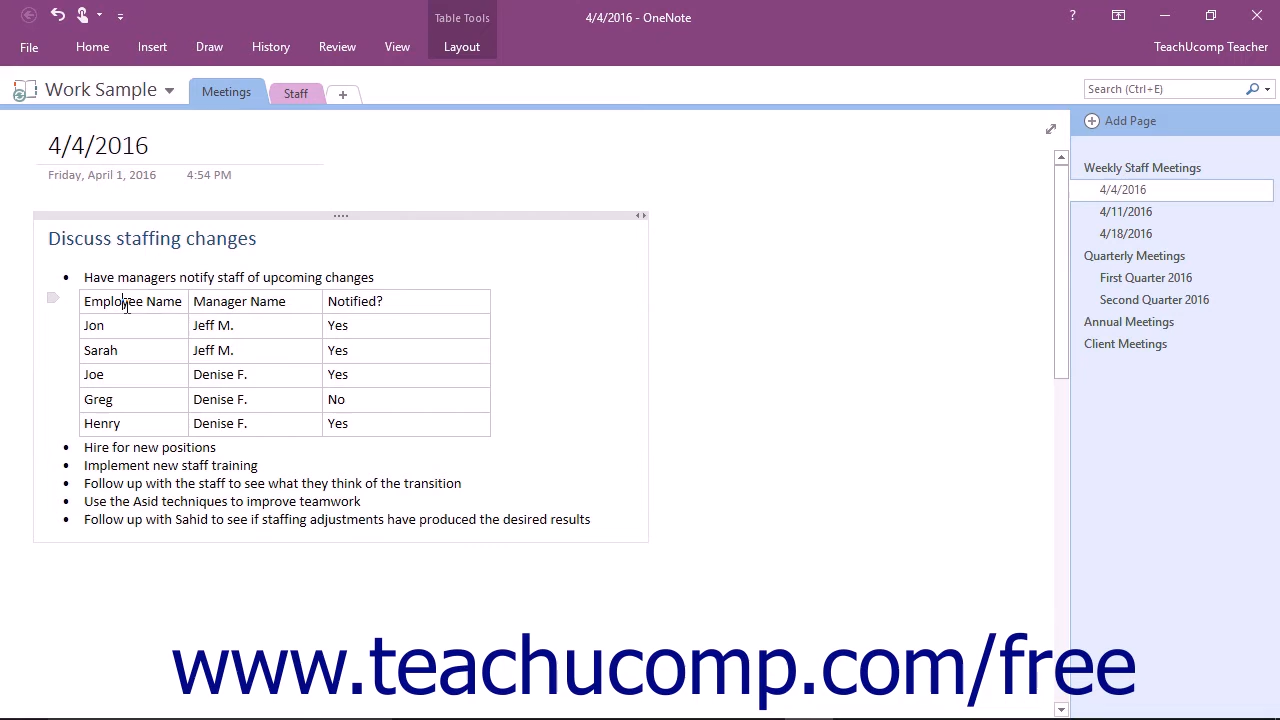 Table Tools
4/4/2016 - OneNote
?
File
Home
Insert
Draw
History
Review
View
Layout
TeachUcomp Teacher
Work Sample
Meetings
Staff
+
Search (Ctrl+E)
4/4/2016
Friday, April 1, 2016 4:54 PM
Add Page
Weekly Staff Meetings
4/4/2016
4/11/2016
4/18/2016
Quarterly Meetings
First Quarter 2016
Second Quarter 2016
Annual Meetings
Client Meetings
Discuss staffing changes
• Have managers notify staff of upcoming changes
Employee Name Manager Name Notified?
Jon Jeff M. Yes
Sarah Jeff M. Yes
Joe Denise F. Yes
Greg Denise F. No
Henry Denise F. Yes
• Hire for new positions
• Implement new staff training
• Follow up with the staff to see what they think of the transition
• Use the Asid techniques to improve teamwork
• Follow up with Sahid to see if staffing adjustments have produced the desired results
www.teachucomp.com/free